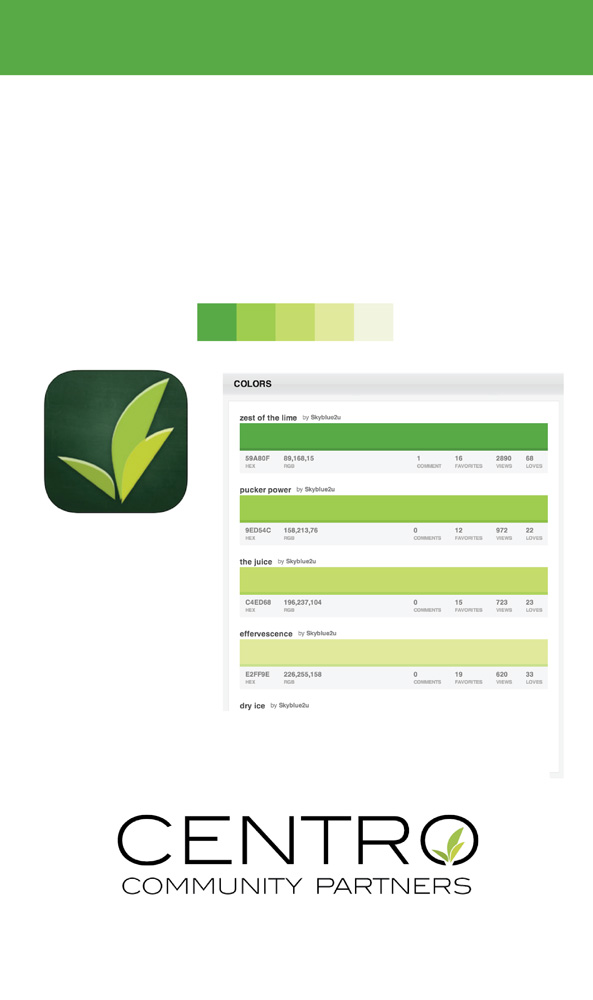 COLORS
zest of the lime by Skyblue2u
59A80F 89,168,15 1 16 2890 68
HEX RGB COMMENT FAVORITES VIEWS LOVES
pucker power by Skyblue2u
9ED54C 158,213,76 0 12 972 22
HEX RGB COMMENTS FAVORITES VIEWS LOVES
the juice by Skyblue2u
C4ED68 196,237,104 0 15 723 23
HEX RGB COMMENTS FAVORITES VIEWS LOVES
effervescence by Skyblue2u
E2FF9E 226,255,158 0 19 620 33
HEX RGB COMMENTS FAVORITES VIEWS LOVES
dry ice by Skyblue2u
CENTRO
COMMUNITY PARTNERS